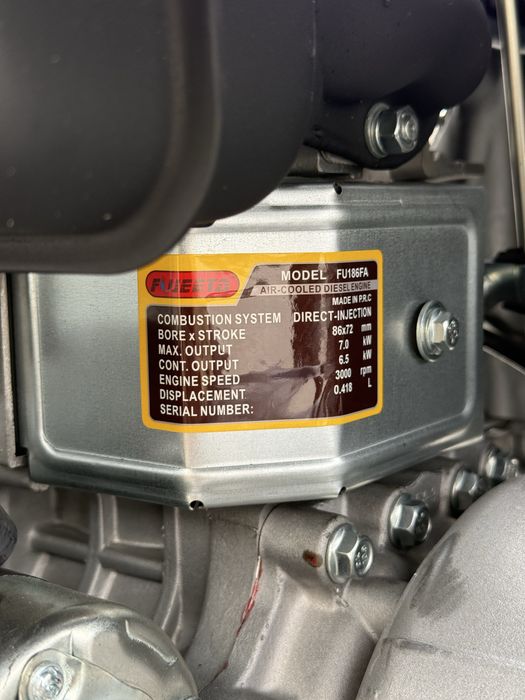 MODEL FU186FA
AIR-COOLED DIESEL ENGINE
MADE IN P.R.C
COMBUSTION SYSTEM DIRECT-INJECTION
BORE x STROKE 86x72 mm
MAX. OUTPUT 7.0 kW
CONT. OUTPUT 6.5 kW
ENGINE SPEED 3000 rpm
DISPLACEMENT 0.418 L
SERIAL NUMBER: